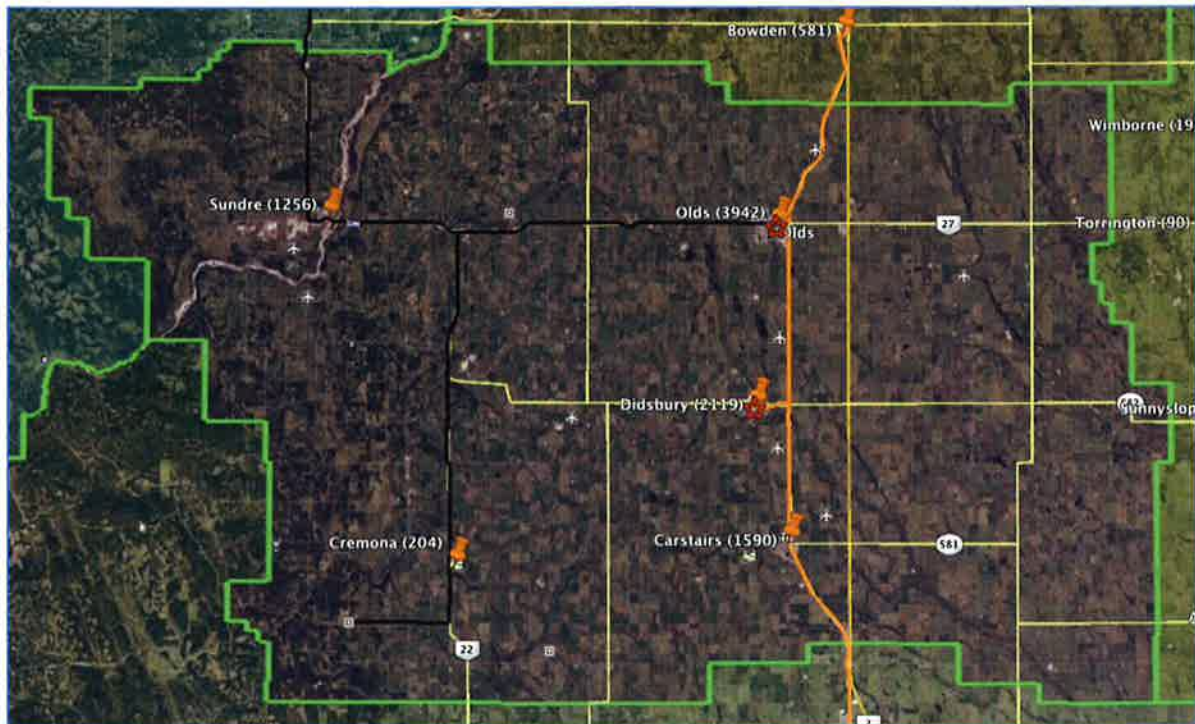 Bowden (581)
Wimborne (19
Sundre (1256)
Olds (3942)
Olds
27
Torrington (90)
Didsbury (2119)
582
Sunnyslop
Cremona (204)
Carstairs (1590)
581
22